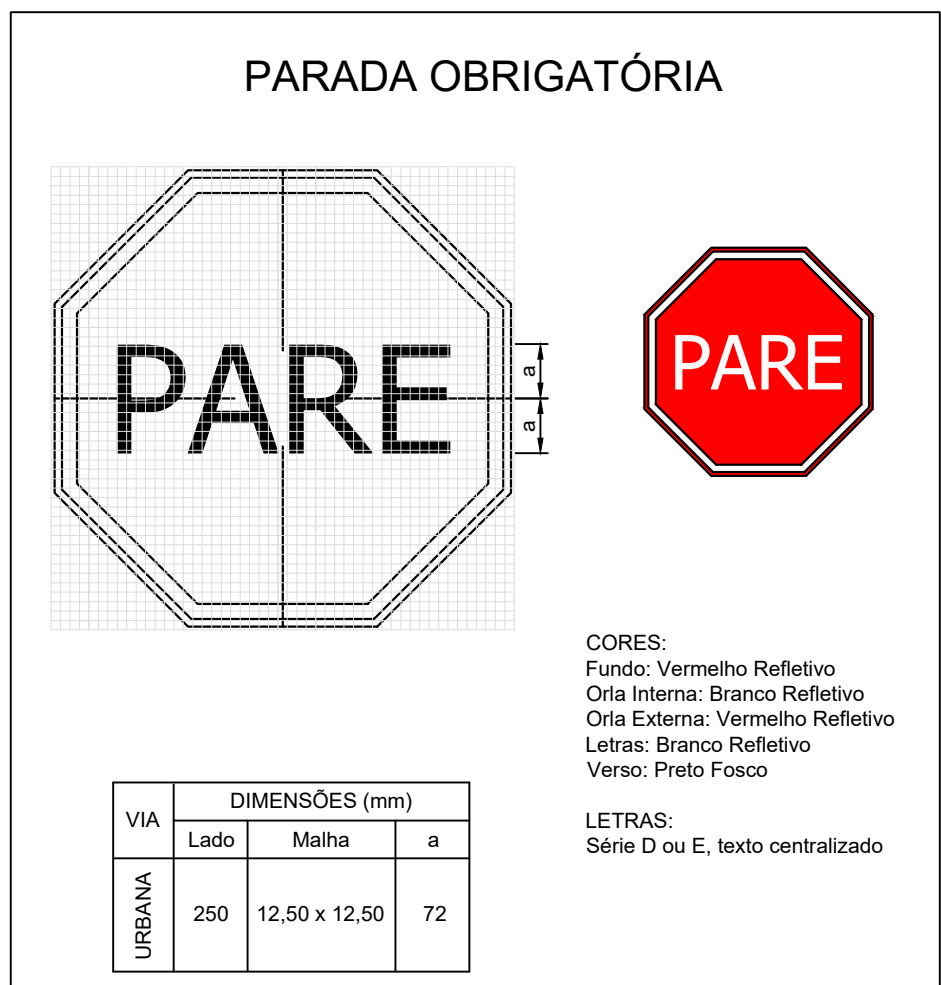 PARADA OBRIGATÓRIA
PARE
a
a
PARE
CORES:
Fundo: Vermelho Refletivo
Orla Interna: Branco Refletivo
Orla Externa: Vermelho Refletivo
Letras: Branco Refletivo
Verso: Preto Fosco
LETRAS:
Série D ou E, texto centralizado
VIA
DIMENSÕES (mm)
Lado Malha a
URBANA 250 12,50 x 12,50 72